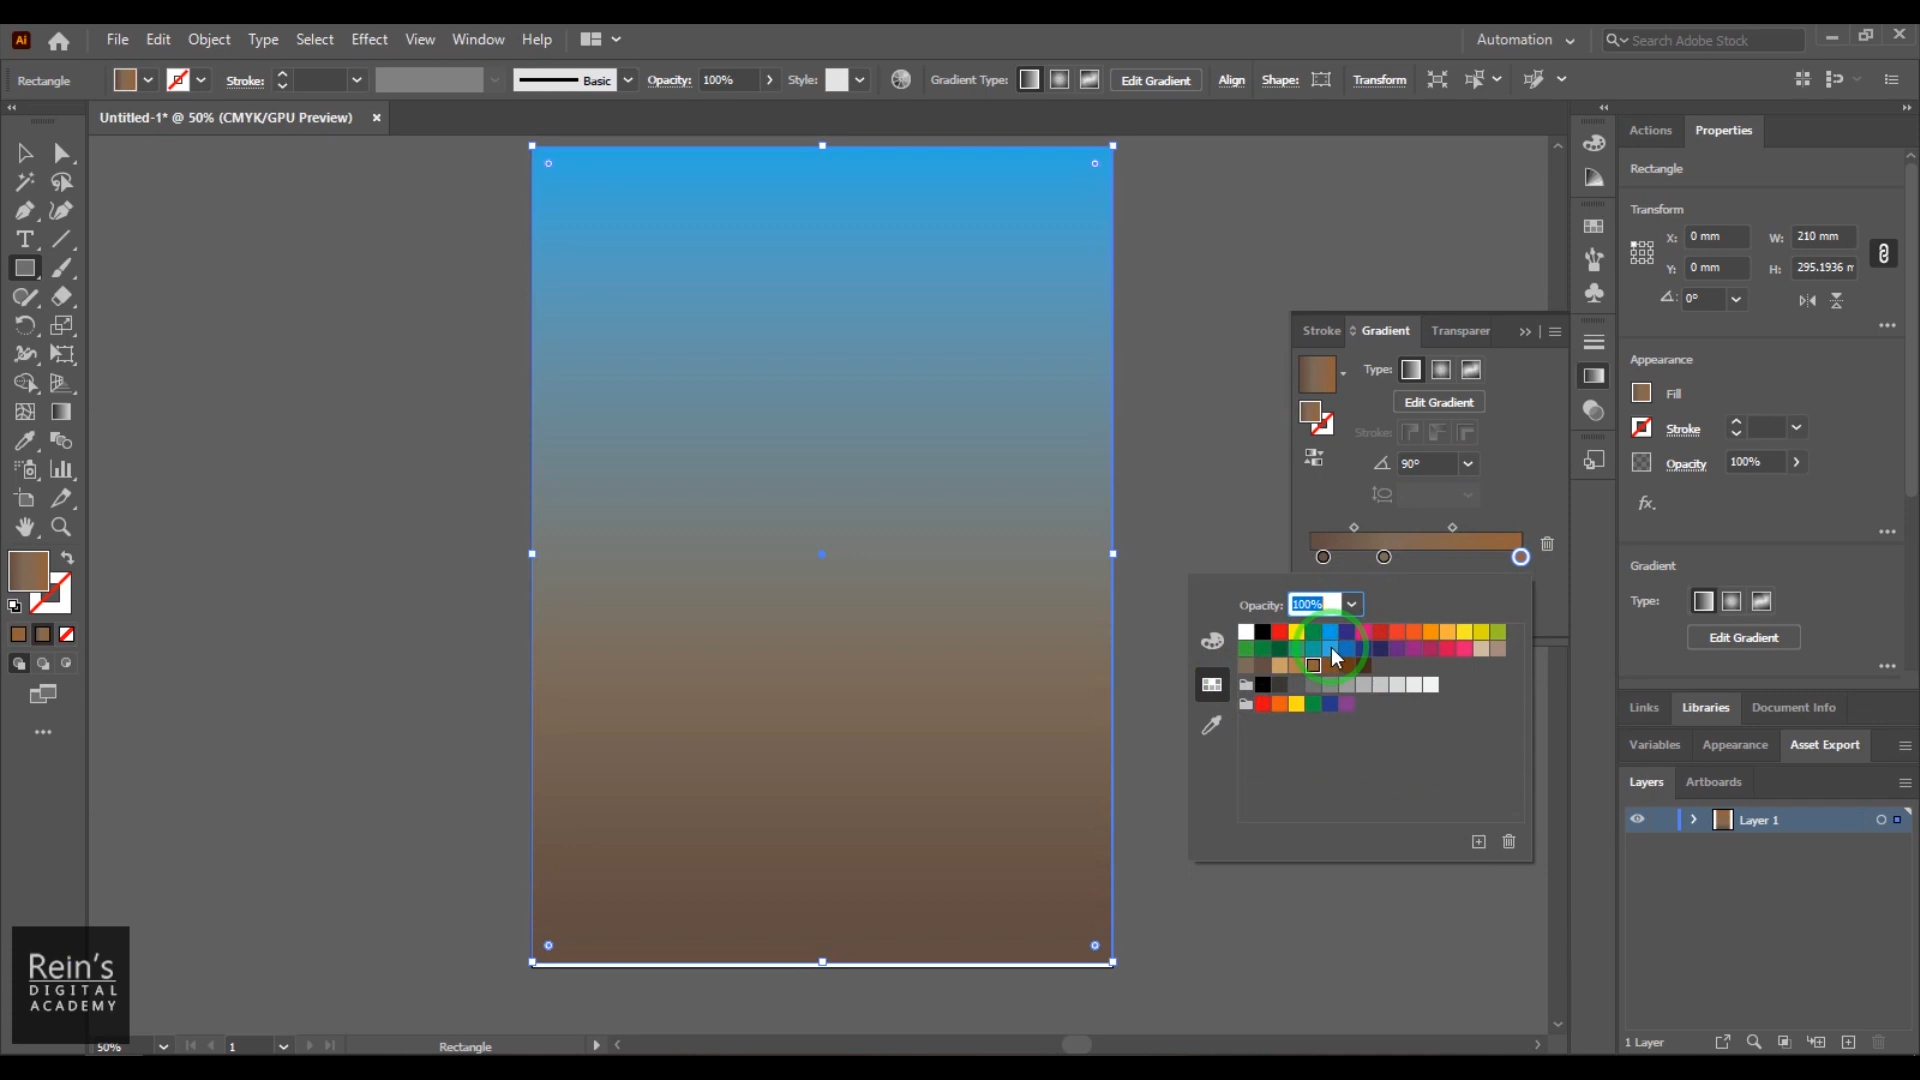 Ai File Edit Object Type Select Effect View Window Help Automation Search Adobe Stock
Rectangle Stroke: Basic Opacity: 100% Style: Gradient Type: Edit Gradient Align Shape: Transform
Untitled-1* @ 50% (CMYK/GPU Preview)
Actions Properties
Rectangle
Transform
X: 0 mm W: 210 mm
Y: 0 mm H: 295.1936 m
0°
Appearance
Fill
Stroke
Opacity 100%
fx
Gradient
Type:
Edit Gradient
Stroke Gradient Transparer
Type:
Edit Gradient
Stroke:
90°
Opacity: 100%
Links Libraries Document Info
Variables Appearance Asset Export
Layers Artboards
Layer 1
1 Layer
Rein's
DIGITAL
ACADEMY
50% 1 Rectangle